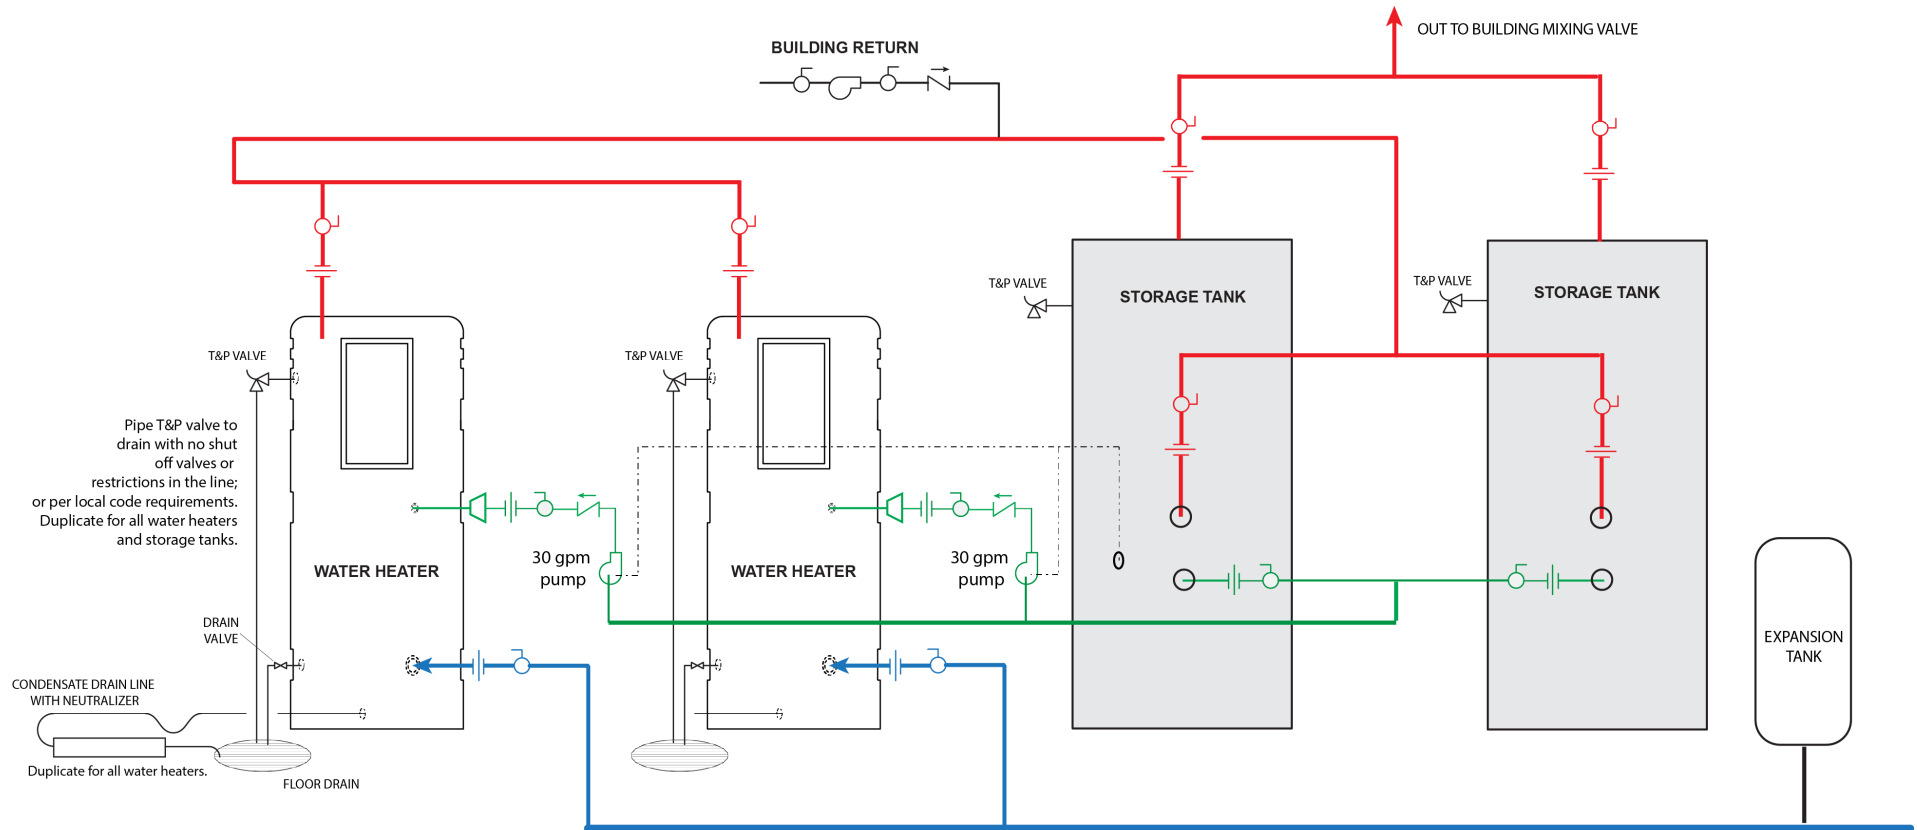 OUT TO BUILDING MIXING VALVE
BUILDING RETURN
T&P VALVE
STORAGE TANK
T&P VALVE
STORAGE TANK
T&P VALVE
T&P VALVE
Pipe T&P valve to
drain with no shut
off valves or
restrictions in the line;
or per local code requirements.
Duplicate for all water heaters
and storage tanks.
WATER HEATER
30 gpm
pump
WATER HEATER
30 gpm
pump
DRAIN
VALVE
EXPANSION
TANK
CONDENSATE DRAIN LINE
WITH NEUTRALIZER
Duplicate for all water heaters.
FLOOR DRAIN